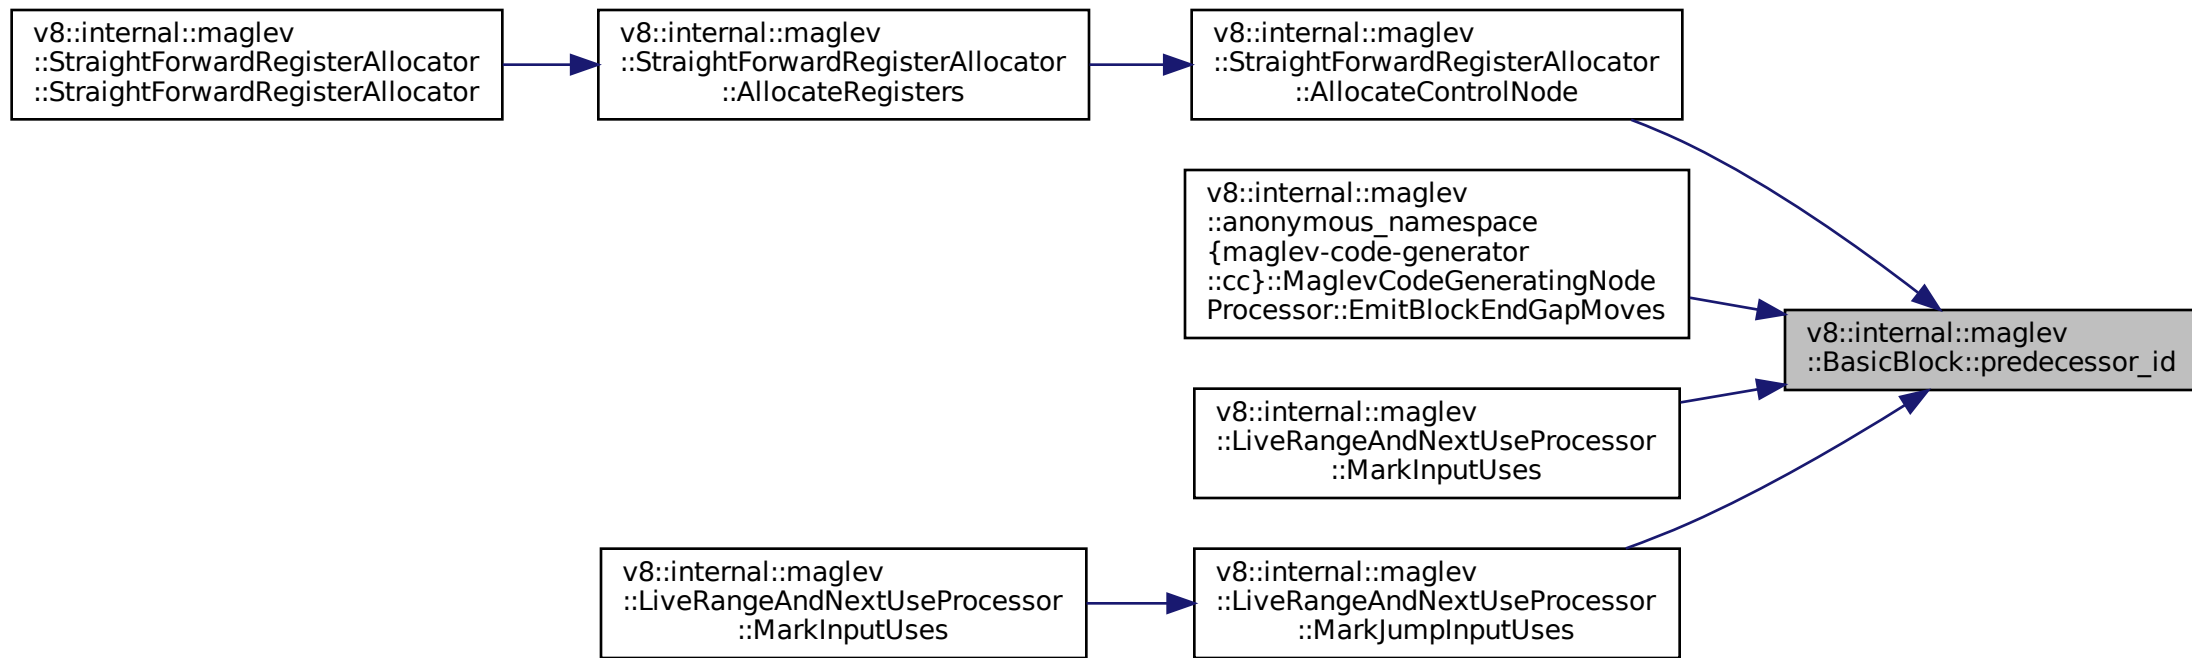 v8::internal::maglev
::StraightForwardRegisterAllocator
::StraightForwardRegisterAllocator
v8::internal::maglev
::StraightForwardRegisterAllocator
::AllocateRegisters
v8::internal::maglev
::StraightForwardRegisterAllocator
::AllocateControlNode
v8::internal::maglev
::anonymous_namespace
{maglev-code-generator
::cc}::MaglevCodeGeneratingNode
Processor::EmitBlockEndGapMoves
v8::internal::maglev
::BasicBlock::predecessor_id
v8::internal::maglev
::LiveRangeAndNextUseProcessor
::MarkInputUses
v8::internal::maglev
::LiveRangeAndNextUseProcessor
::MarkInputUses
v8::internal::maglev
::LiveRangeAndNextUseProcessor
::MarkJumpInputUses